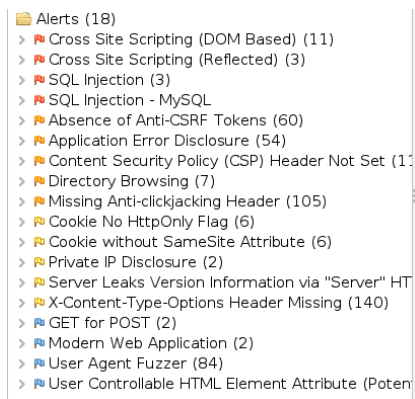 Alerts (18)
Cross Site Scripting (DOM Based) (11)
Cross Site Scripting (Reflected) (3)
SQL Injection (3)
SQL Injection - MySQL
Absence of Anti-CSRF Tokens (60)
Application Error Disclosure (54)
Content Security Policy (CSP) Header Not Set (11
Directory Browsing (7)
Missing Anti-clickjacking Header (105)
Cookie No HttpOnly Flag (6)
Cookie without SameSite Attribute (6)
Private IP Disclosure (2)
Server Leaks Version Information via "Server" HT
X-Content-Type-Options Header Missing (140)
GET for POST (2)
Modern Web Application (2)
User Agent Fuzzer (84)
User Controllable HTML Element Attribute (Poten